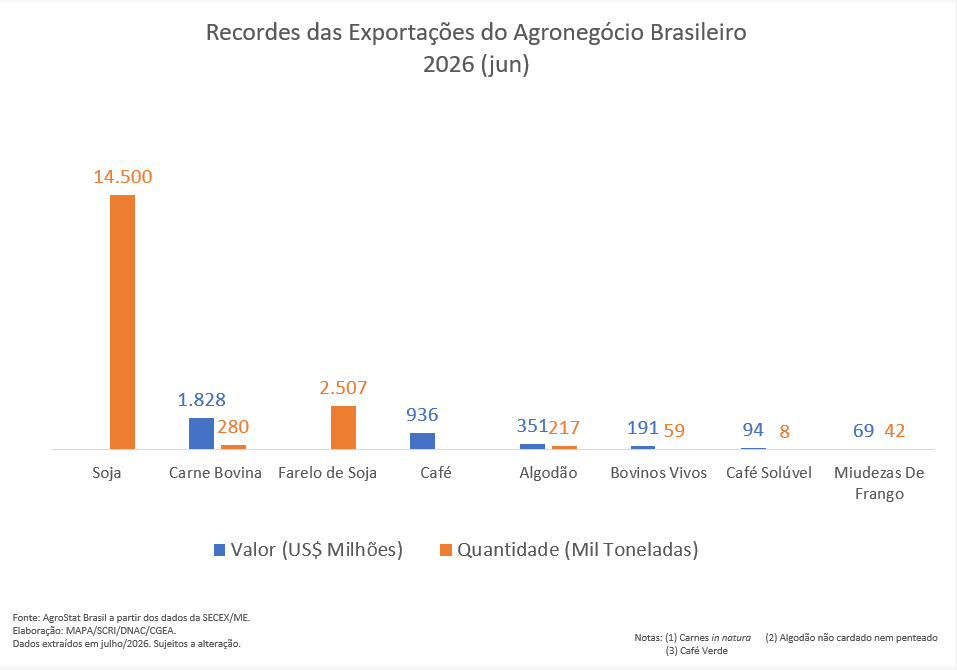 Recordes das Exportações do Agronegócio Brasileiro
2026 (jun)
14.500
1.828
280
2.507
936
351
217
191
59
94
8
69
42
Soja
Carne Bovina
Farelo de Soja
Café
Algodão
Bovinos Vivos
Café Solúvel
Miudezas De
Frango
Valor (US$ Milhões)
Quantidade (Mil Toneladas)
Fonte: AgroStat Brasil a partir dos dados da SECEX/ME.
Elaboração: MAPA/SCRI/DNAC/CGEA.
Dados extraídos em julho/2026. Sujeitos a alteração.
Notas: (1) Carnes in natura (2) Algodão não cardado nem penteado
(3) Café Verde